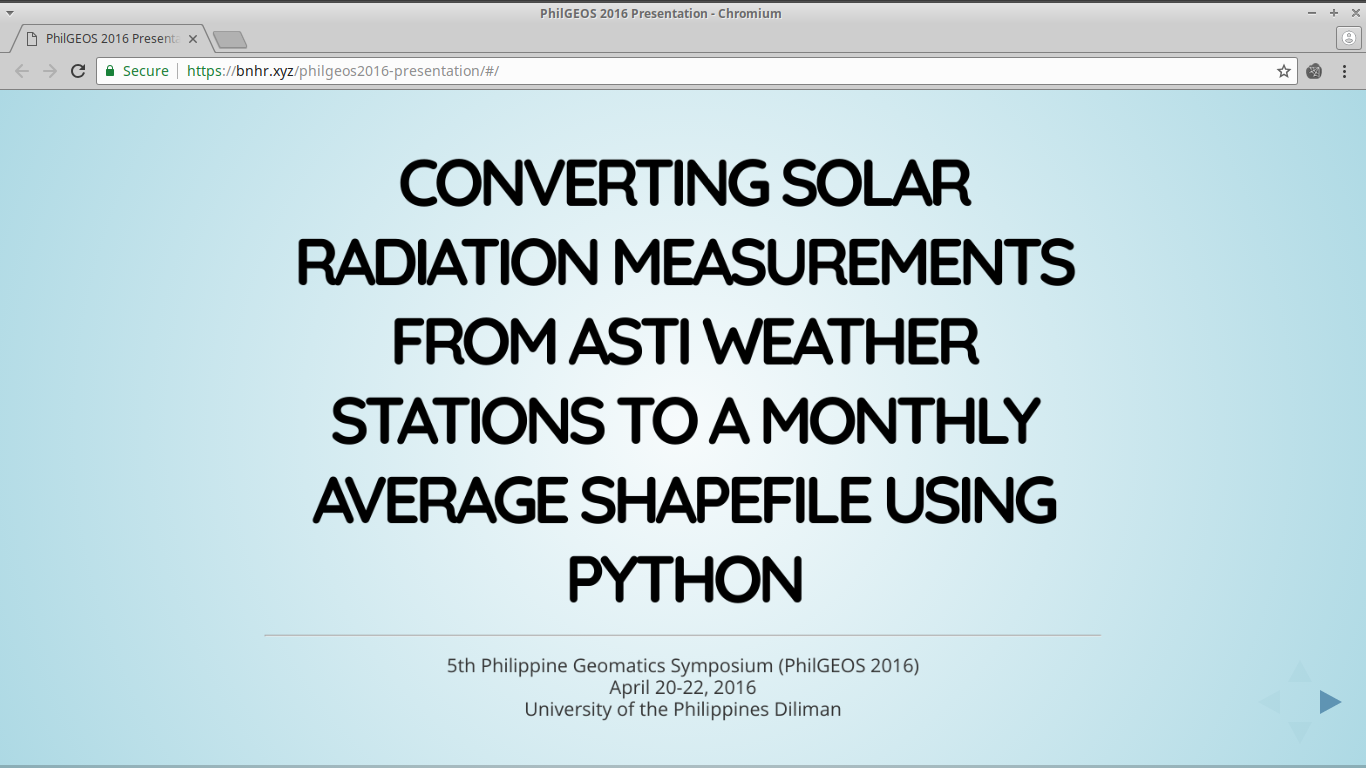 PhilGEOS 2016 Presentation - Chromium
PhilGEOS 2016 Present
Secure
https://bnhr.xyz/philgeos2016-presentation/#/
CONVERTING SOLAR
RADIATION MEASUREMENTS
FROM ASTI WEATHER
STATIONS TO A MONTHLY
AVERAGE SHAPEFILE USING
PYTHON
5th Philippine Geomatics Symposium (PhilGEOS 2016)
April 20-22, 2016
University of the Philippines Diliman